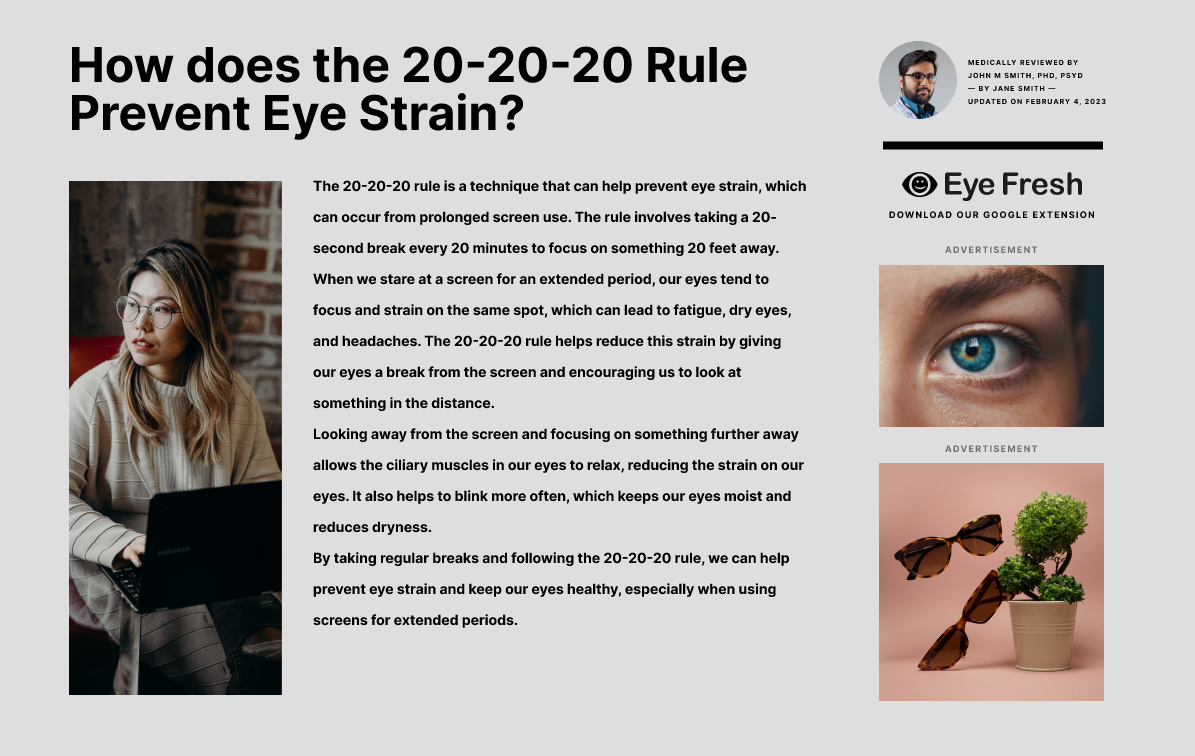 How does the 20-20-20 Rule
Prevent Eye Strain?
MEDICALLY REVIEWED BY
JOHN M SMITH, PHD, PSYD
— BY JANE SMITH —
UPDATED ON FEBRUARY 4, 2023
The 20-20-20 rule is a technique that can help prevent eye strain, which
can occur from prolonged screen use. The rule involves taking a 20-
second break every 20 minutes to focus on something 20 feet away.
When we stare at a screen for an extended period, our eyes tend to
focus and strain on the same spot, which can lead to fatigue, dry eyes,
and headaches. The 20-20-20 rule helps reduce this strain by giving
our eyes a break from the screen and encouraging us to look at
something in the distance.
Looking away from the screen and focusing on something further away
allows the ciliary muscles in our eyes to relax, reducing the strain on our
eyes. It also helps to blink more often, which keeps our eyes moist and
reduces dryness.
By taking regular breaks and following the 20-20-20 rule, we can help
prevent eye strain and keep our eyes healthy, especially when using
screens for extended periods.
SAMSUNG
Eye Fresh
DOWNLOAD OUR GOOGLE EXTENSION
ADVERTISEMENT
ADVERTISEMENT